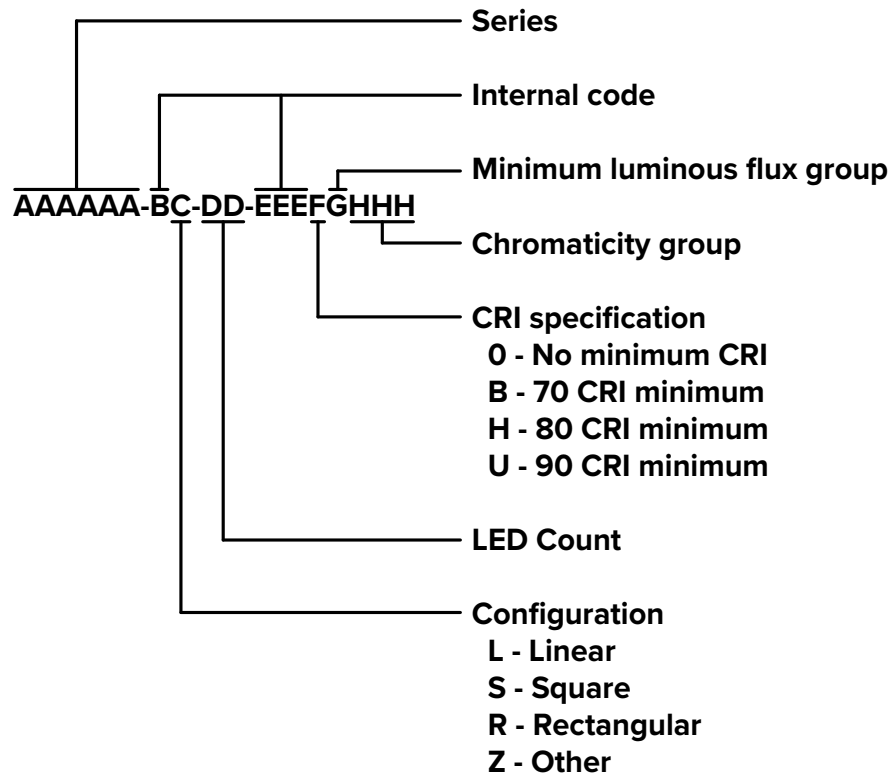 Series
Internal code
Minimum luminous flux group
AAAAAA-BC-DD-EEEFGHHH
Chromaticity group
CRI specification
0 - No minimum CRI
B - 70 CRI minimum
H - 80 CRI minimum
U - 90 CRI minimum
LED Count
Configuration
L - Linear
S - Square
R - Rectangular
Z - Other